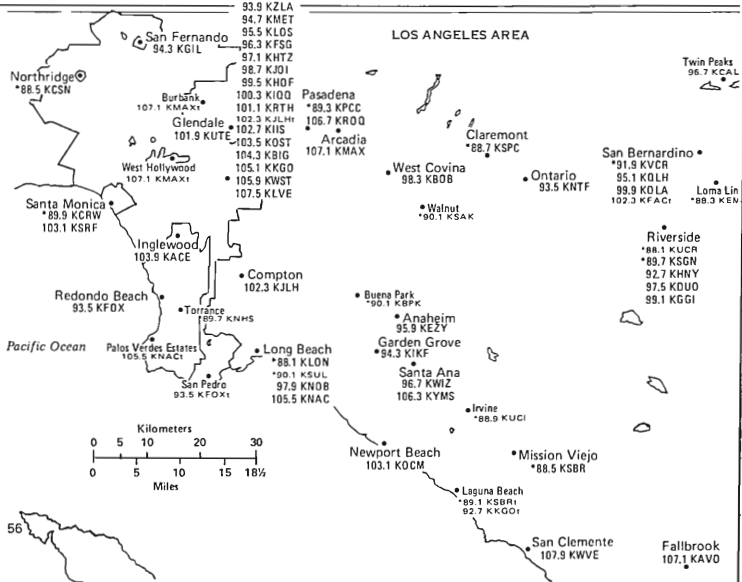 93.9 KZLA
94.7 KMET
95.5 KLOS
96.3 KFSG
97.1 KHTZ
98.7 KJOI
99.5 KHOF
100.3 KIQQ
101.1 KRTH
102.3 KJLHt
102.7 KIIS
103.5 KOST
104.3 KBIG
105.1 KKGO
105.9 KWST
107.5 KLVE
LOS ANGELES AREA
San Fernando
94.3 KGIL
Northridge
*88.5 KCSN
Burbank
107.1 KMAXt
Glendale
101.9 KUTE
Pasadena
*89.3 KPCC
106.7 KROQ
Arcadia
107.1 KMAX
West Hollywood
107.1 KMAXt
Twin Peaks
96.7 KCAL
Claremont
*88.7 KSPC
West Covina
98.3 KBOB
Ontario
93.5 KNTF
Walnut
*90.1 KSAK
San Bernardino
*91.9 KVCR
95.1 KQLH
99.9 KOLA
102.3 KFACt
Loma Lin
*88.3 KEM
Santa Monica
*89.9 KCRW
103.1 KSRF
Inglewood
103.9 KACE
Riverside
*88.1 KUCR
*89.7 KSGN
92.7 KHNY
97.5 KDUO
99.1 KGGI
Compton
102.3 KJLH
Redondo Beach
93.5 KFOX
Torrance
*89.7 KNHS
Buena Park
*90.1 KBPK
Anaheim
95.9 KEZY
Pacific Ocean
Palos Verdes Estates
105.5 KNACt
Long Beach
*88.1 KLON
*90.1 KSUL
97.9 KNOB
105.5 KNAC
Garden Grove
94.3 KIKF
Santa Ana
96.7 KWIZ
106.3 KYMS
San Pedro
93.5 KFOXt
Irvine
*88.9 KUCI
Kilometers
0 5 10 20 30
0 5 10 15 18½
Miles
Newport Beach
103.1 KOCM
Mission Viejo
*88.5 KSBR
Laguna Beach
*89.1 KSBRt
92.7 KKGOt
56
San Clemente
107.9 KWVE
Fallbrook
107.1 KAVO